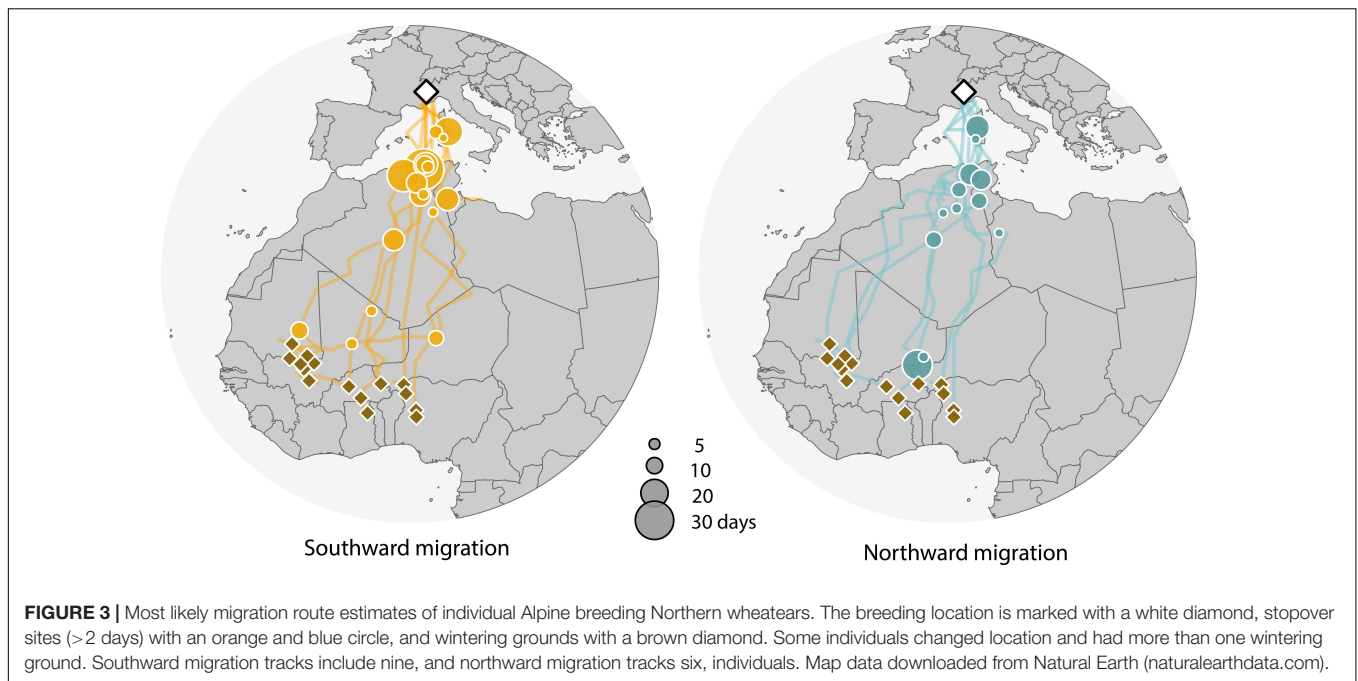 5
10
20
30 days
Southward migration
Northward migration
FIGURE 3 | Most likely migration route estimates of individual Alpine breeding Northern wheatears. The breeding location is marked with a white diamond, stopover
sites (>2 days) with an orange and blue circle, and wintering grounds with a brown diamond. Some individuals changed location and had more than one wintering
ground. Southward migration tracks include nine, and northward migration tracks six, individuals. Map data downloaded from Natural Earth (naturalearthdata.com).